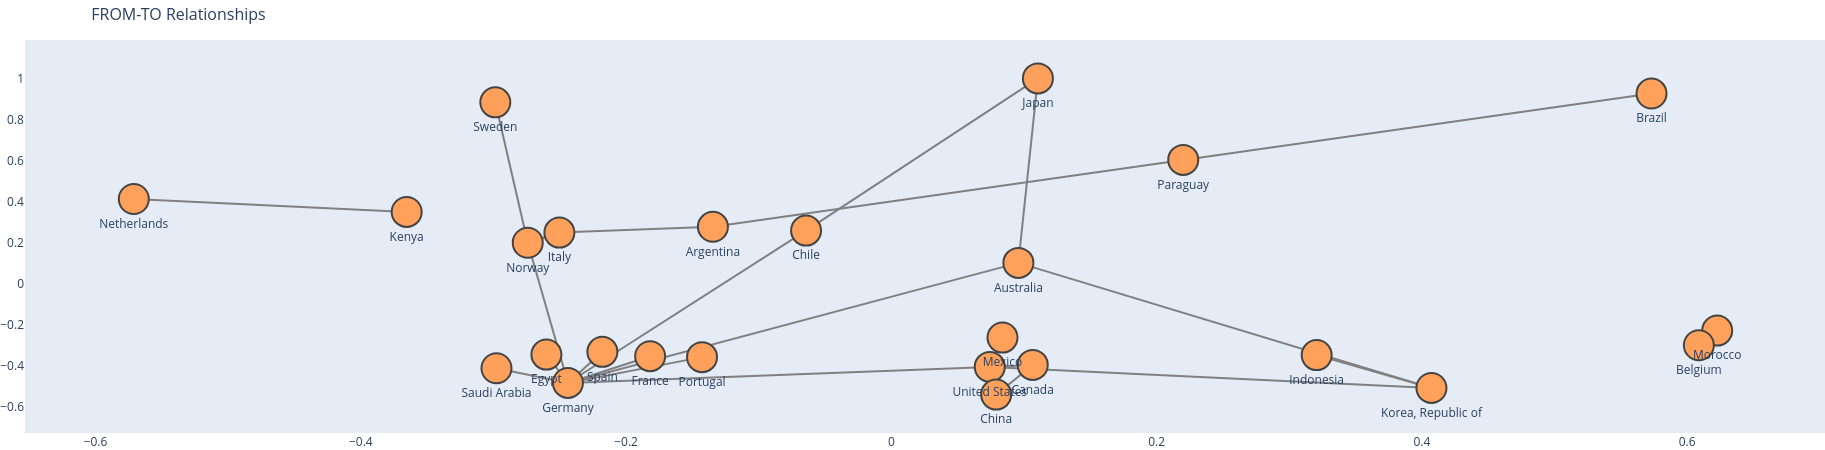 FROM-TO Relationships
1
0.8
0.6
0.4
0.2
0
−0.2
−0.4
−0.6
Japan
Brazil
Sweden
Paraguay
Netherlands
Kenya
Argentina
Chile
Italy
Norway
Australia
Mexico
Morocco
Belgium
Spain
Egypt
France
Portugal
Indonesia
Saudi Arabia
United States
Canada
Germany
China
Korea, Republic of
−0.6
−0.4
−0.2
0
0.2
0.4
0.6